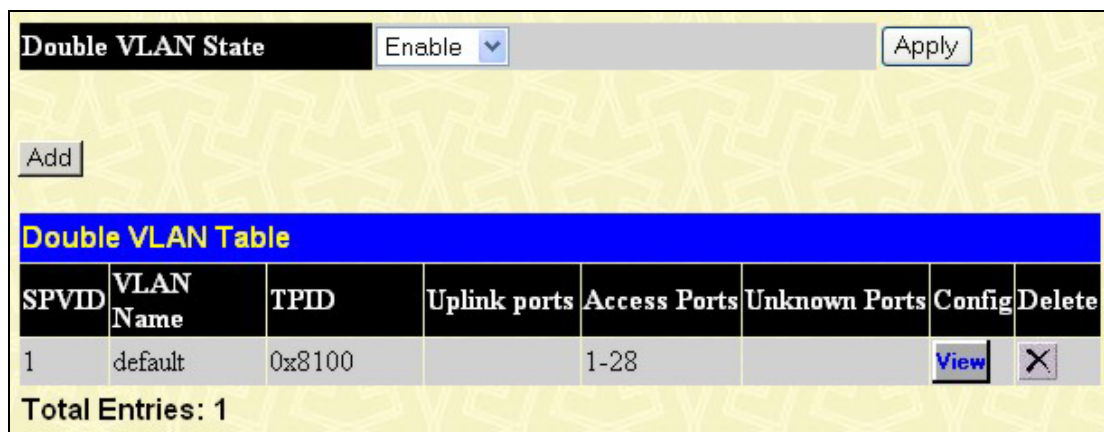 Double VLAN State Enable Apply
Add
Double VLAN Table
SPVID VLAN Name TPID Uplink ports Access Ports Unknown Ports Config Delete
1 default 0x8100 1-28 View X
Total Entries: 1